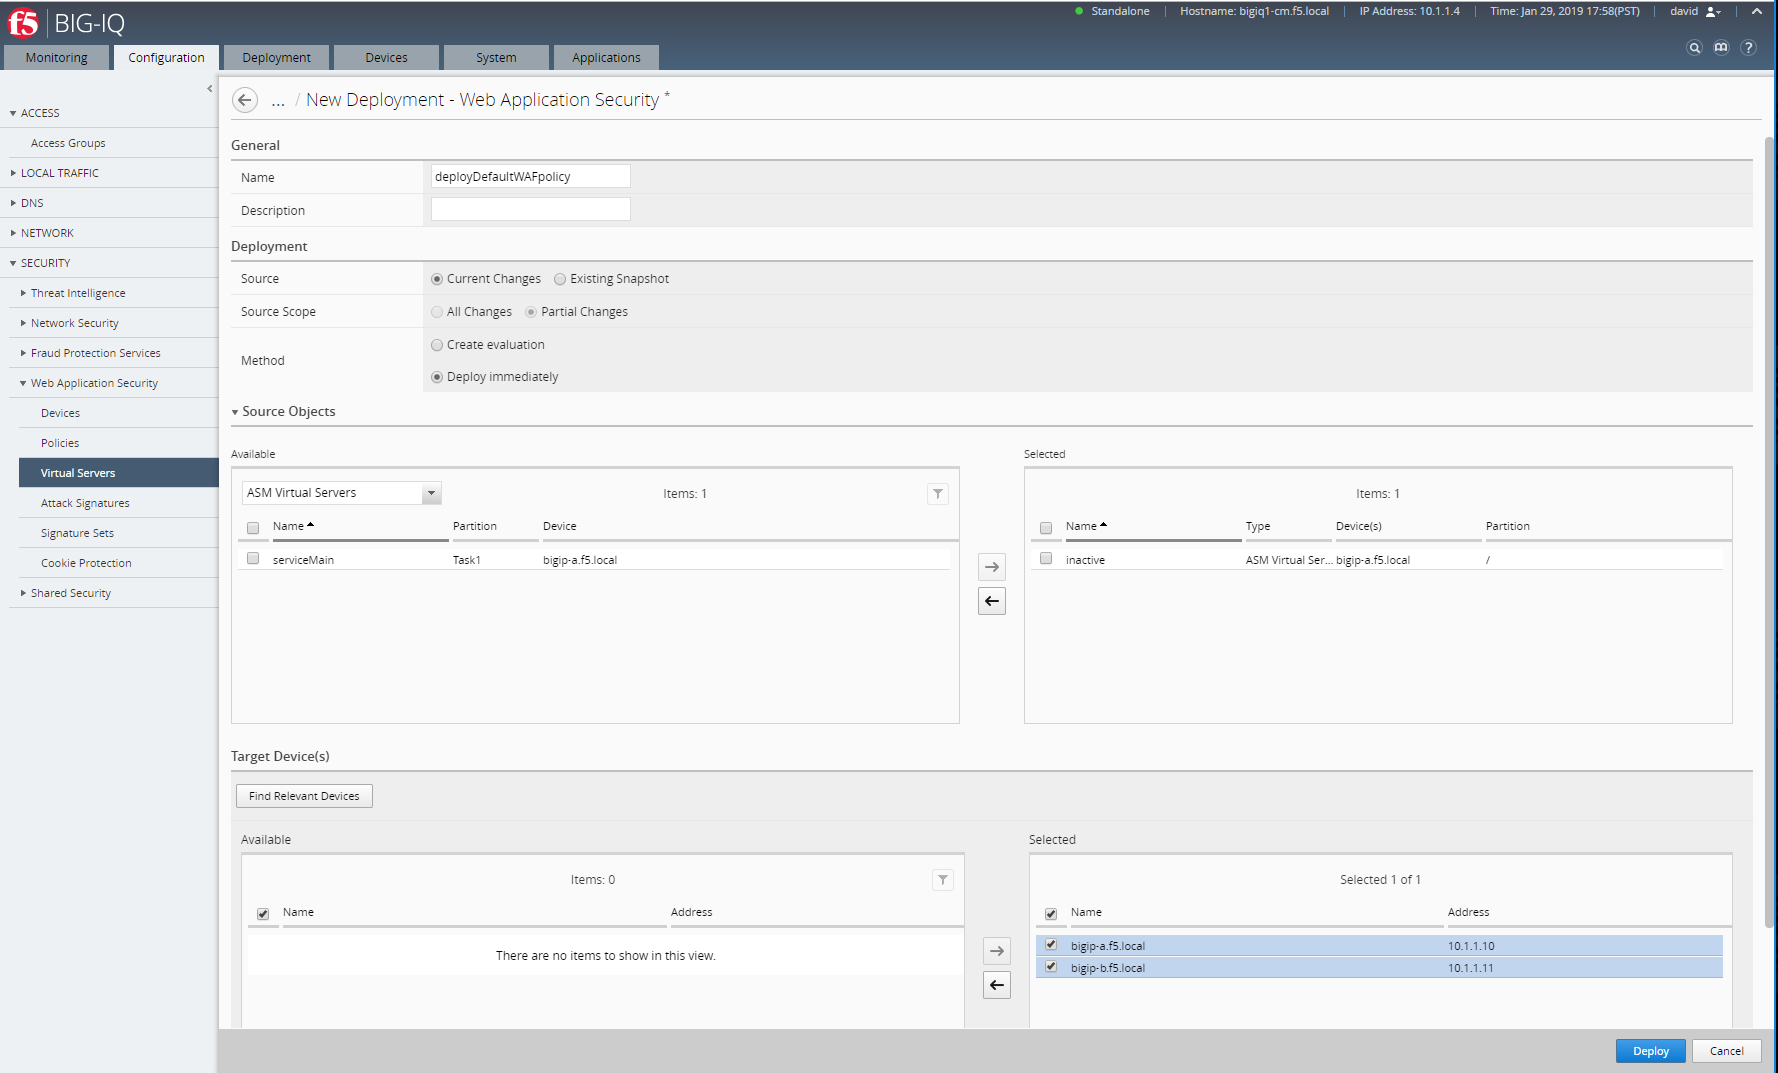 f5 BIG-IQ
Standalone Hostname: bigiq1-cm.f5.local IP Address: 10.1.1.4 Time: Jan 29, 2019 17:58(PST) david
Monitoring Configuration Deployment Devices System Applications
?
ACCESS
Access Groups
LOCAL TRAFFIC
DNS
NETWORK
SECURITY
Threat Intelligence
Network Security
Fraud Protection Services
Web Application Security
Devices
Policies
Virtual Servers
Attack Signatures
Signature Sets
Cookie Protection
Shared Security
... / New Deployment - Web Application Security *
General
Name deployDefaultWAFpolicy
Description
Deployment
Source Current Changes Existing Snapshot
Source Scope All Changes Partial Changes
Method Create evaluation
Deploy immediately
Source Objects
Available
ASM Virtual Servers Items: 1
Name Partition Device
serviceMain Task1 bigip-a.f5.local
Selected
Items: 1
Name Type Device(s) Partition
inactive ASM Virtual Ser... bigip-a.f5.local /
Target Device(s)
Find Relevant Devices
Available
Items: 0
Name Address
There are no items to show in this view.
Selected
Selected 1 of 1
Name Address
bigip-a.f5.local 10.1.1.10
bigip-b.f5.local 10.1.1.11
Deploy Cancel